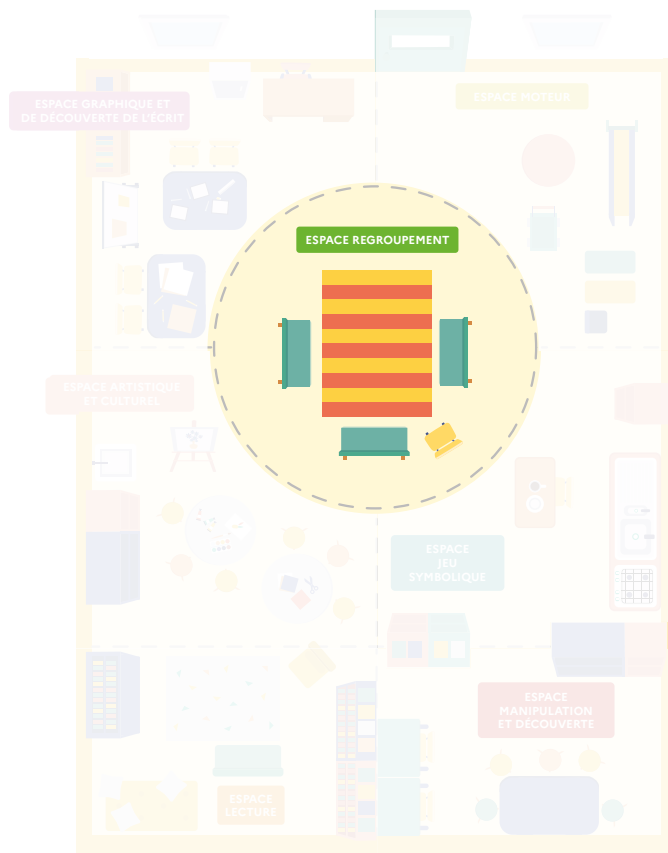 ESPACE GRAPHIQUE ET
DE DÉCOUVERTE DE L'ÉCRIT
ESPACE MOTEUR
ESPACE REGROUPEMENT
ESPACE ARTISTIQUE
ET CULTUREL
ESPACE
JEU
SYMBOLIQUE
ESPACE
MANIPULATION
ET DÉCOUVERTE
ESPACE
LECTURE